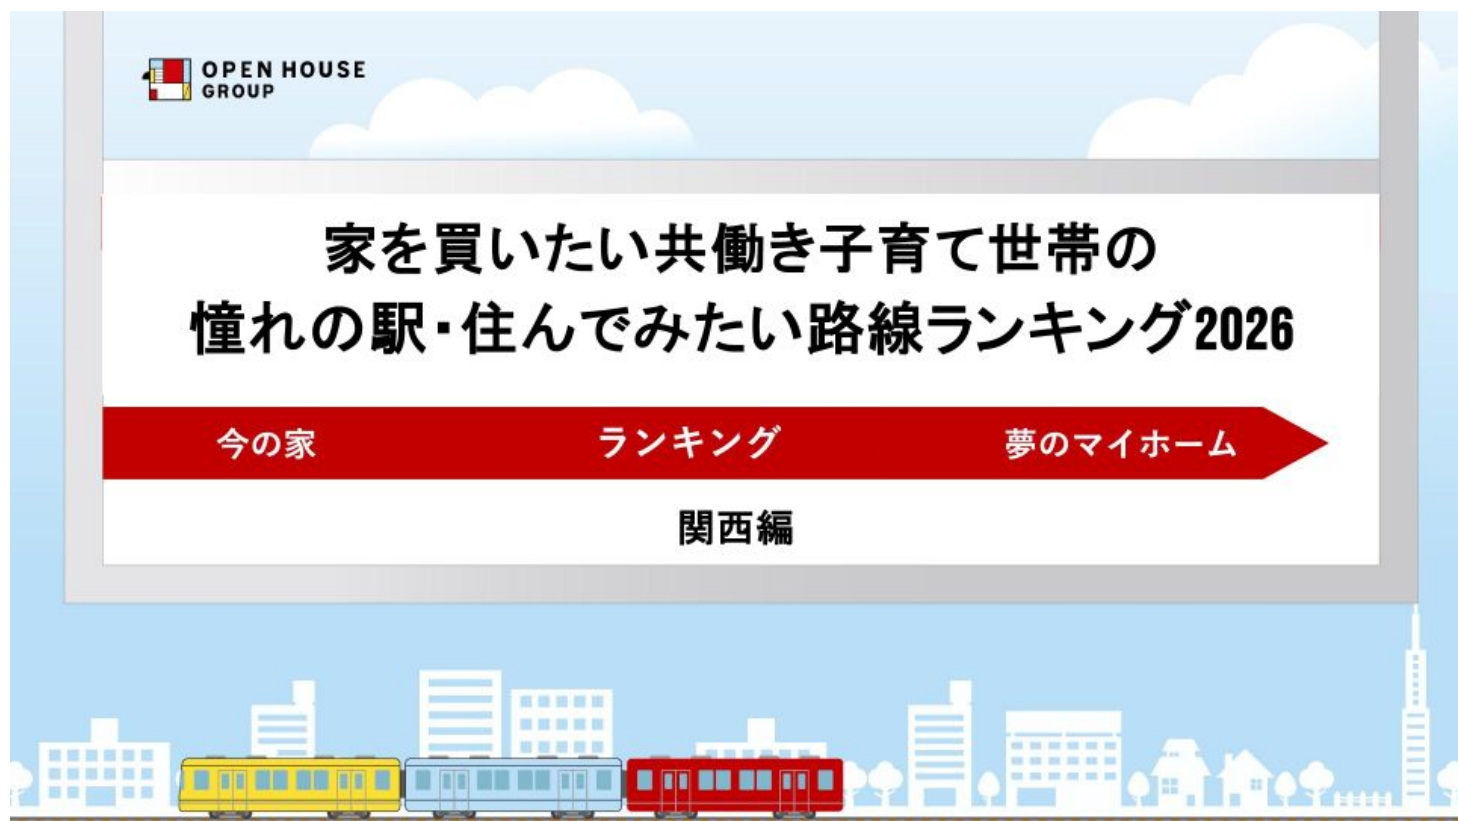 OPEN HOUSE
GROUP
家を買いたい共働き子育て世帯の
憧れの駅・住んでみたい路線ランキング2026
今の家 ランキング 夢のマイホーム
関西編